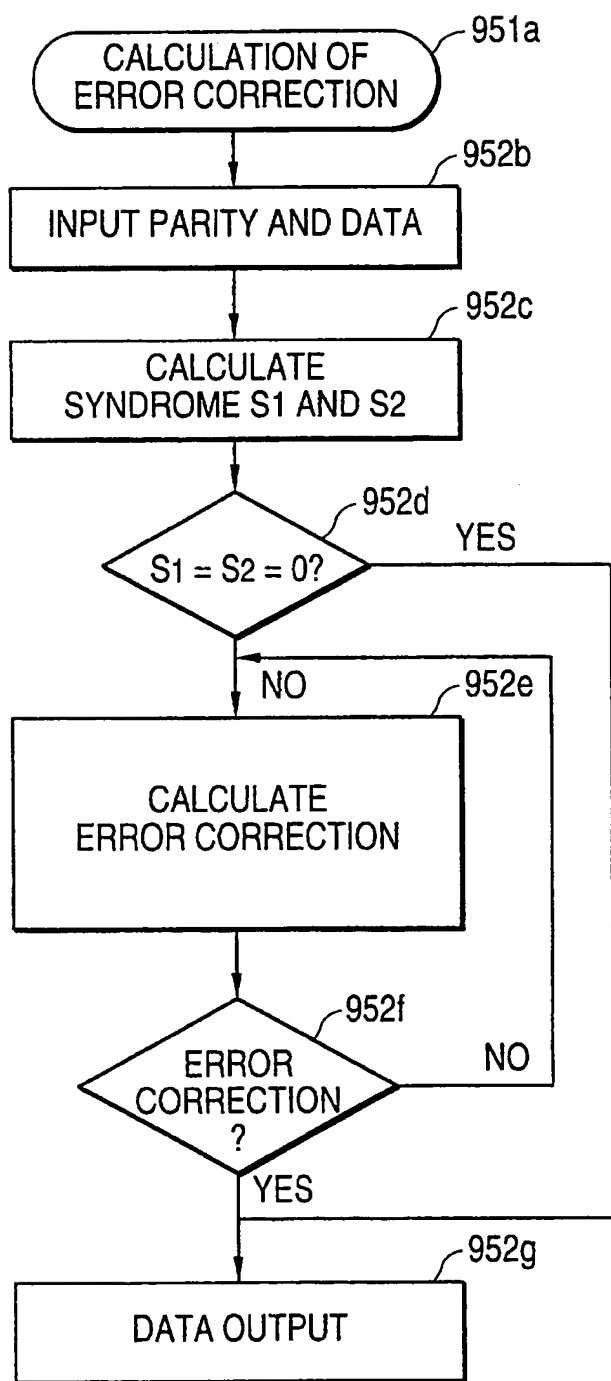 951a
CALCULATION OF
ERROR CORRECTION
952b
INPUT PARITY AND DATA
952c
CALCULATE
SYNDROME S1 AND S2
952d
YES
S1 = S2 = 0?
NO
952e
CALCULATE
ERROR CORRECTION
952f
ERROR
CORRECTION
?
NO
YES
952g
DATA OUTPUT